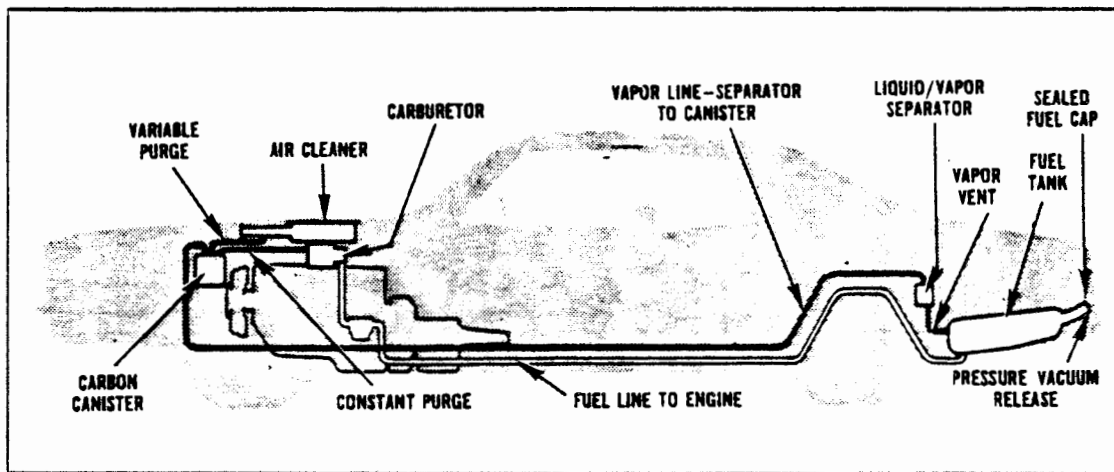 VARIABLE
PURGE
AIR CLEANER
CARBURETOR
VAPOR LINE-SEPARATOR
TO CANISTER
LIQUID/VAPOR
SEPARATOR
SEALED
FUEL CAP
VAPOR
VENT
FUEL
TANK
CARBON
CANISTER
CONSTANT PURGE
FUEL LINE TO ENGINE
PRESSURE VACUUM
RELEASE